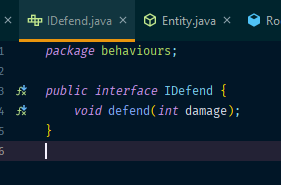 IDefend.java × Entity.java × Ro
1 package behaviours;
2
3 public interface IDefend {
4 void defend(int damage);
5 }
6